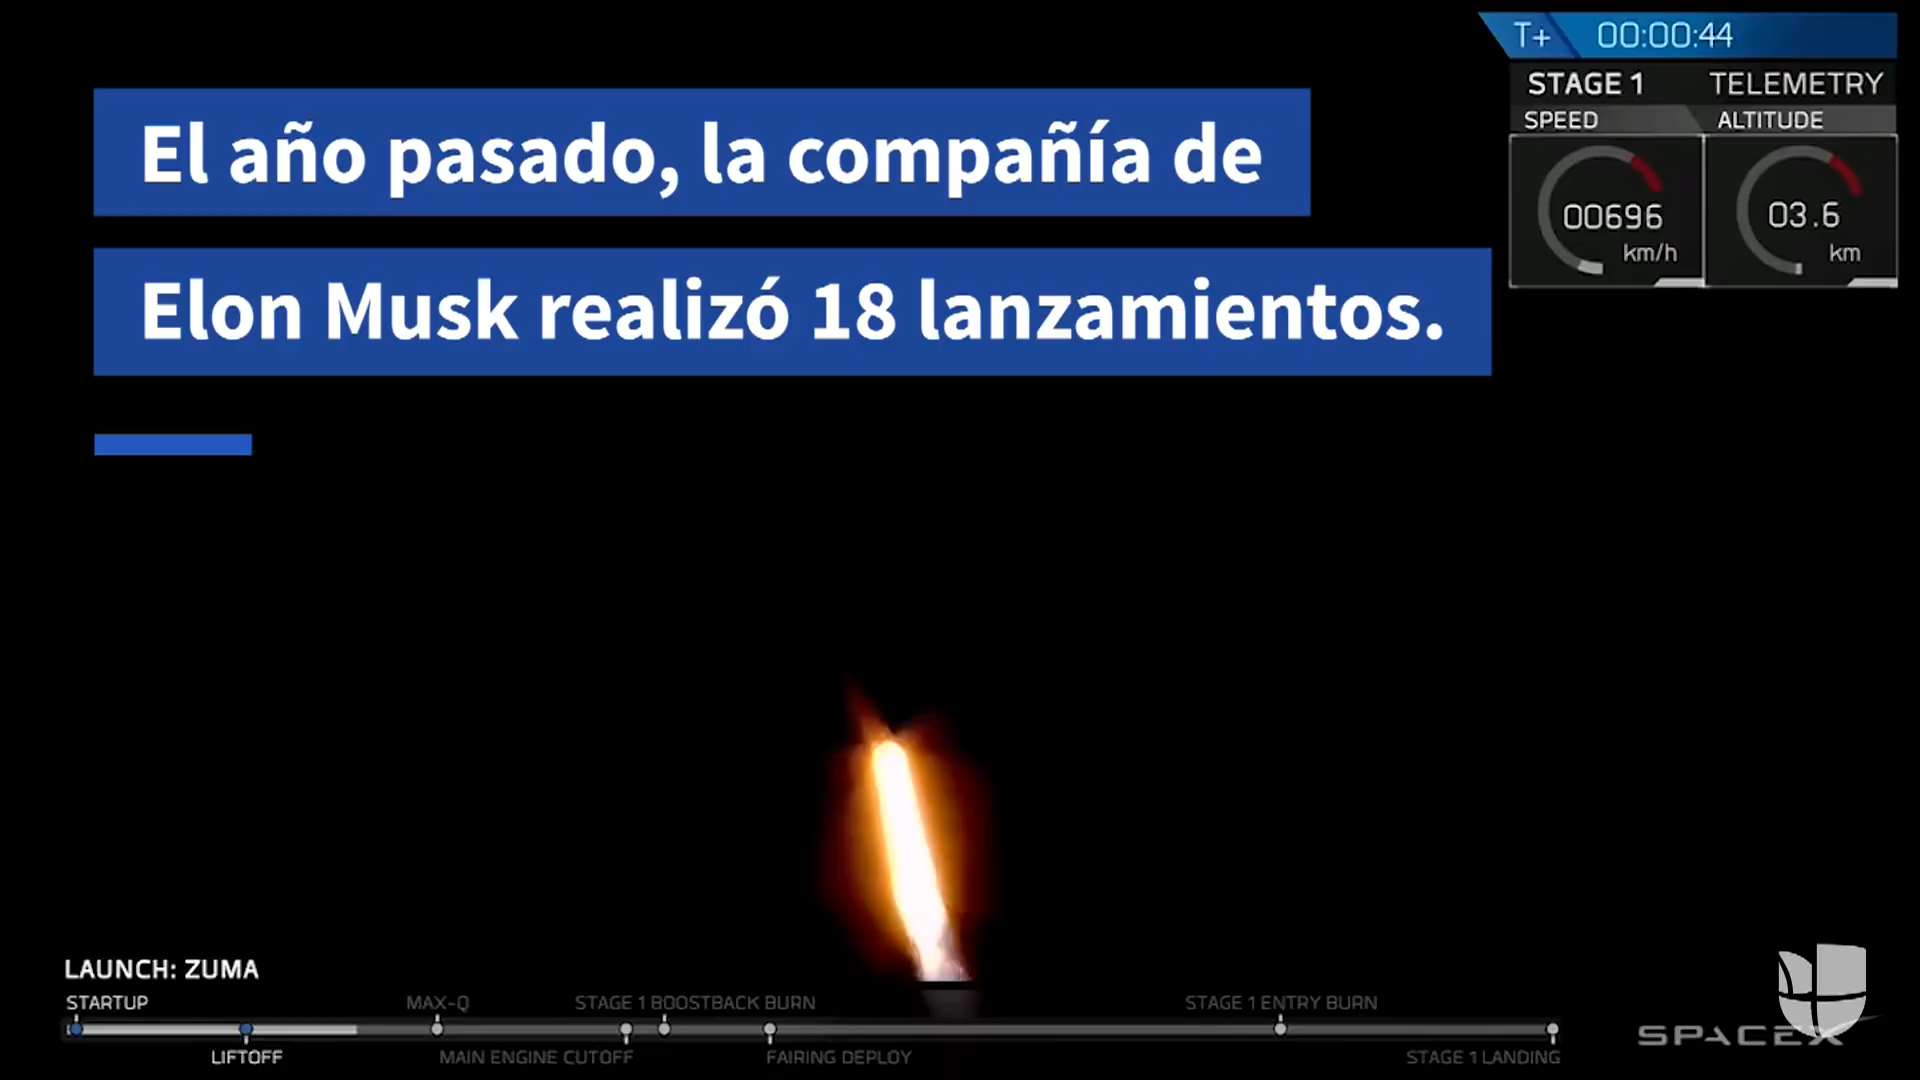 T+ 00:00:44
STAGE 1 TELEMETRY
SPEED ALTITUDE
00696 03.6
km/h km
El año pasado, la compañía de
Elon Musk realizó 18 lanzamientos.
LAUNCH: ZUMA
STARTUP MAX-Q STAGE 1 BOOSTBACK BURN STAGE 1 ENTRY BURN
LIFTOFF MAIN ENGINE CUTOFF FAIRING DEPLOY STAGE 1 LANDING
SPACEX